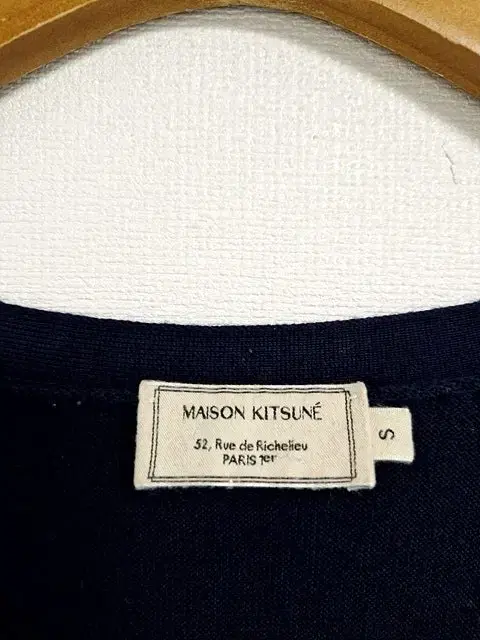 MAISON KITSUNÉ
52, Rue de Richelieu
PARIS 1er
S